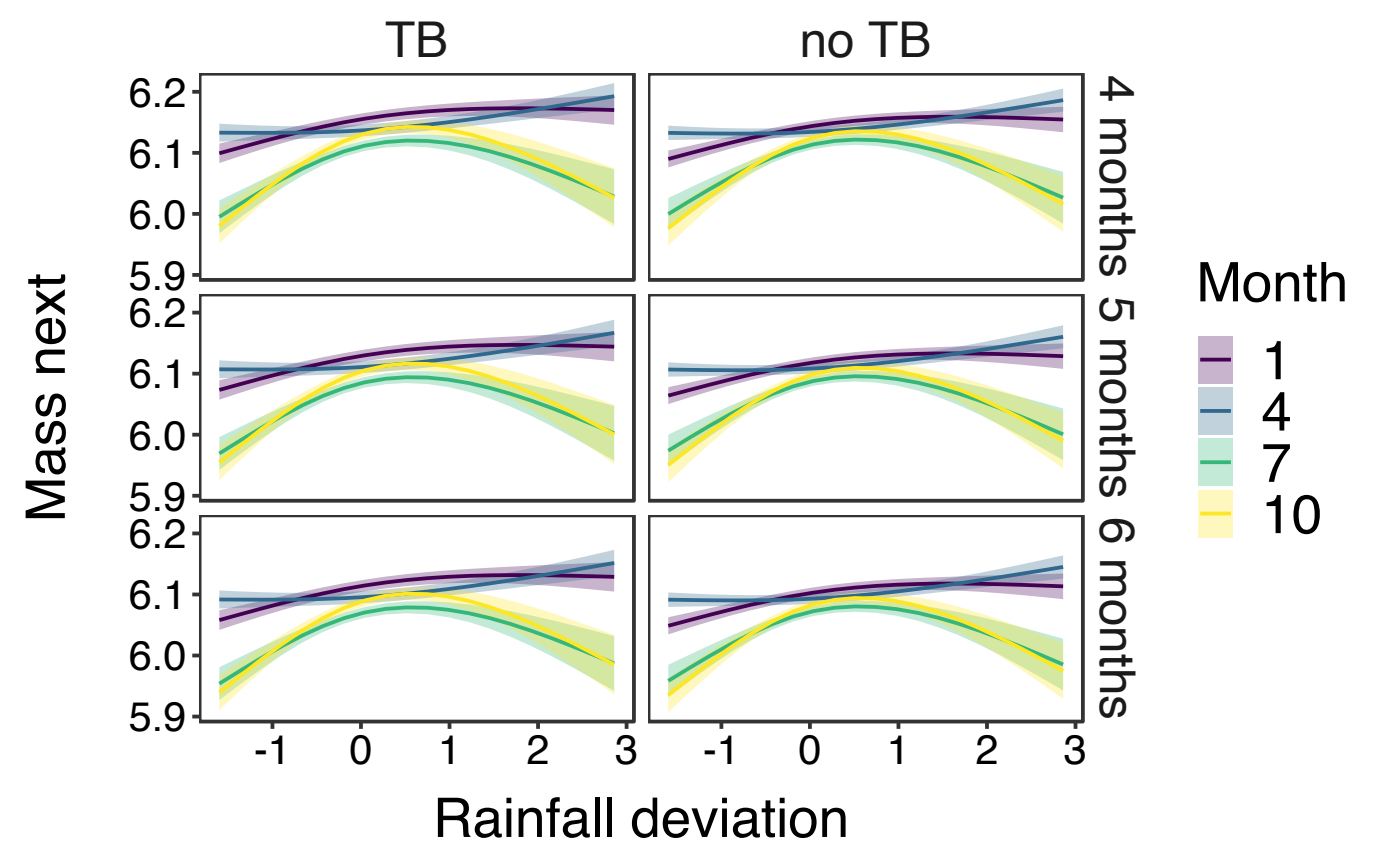 TB no TB
6.2
6.1
6.0
5.9
4 months
6.2
6.1
6.0
5.9
5 months
6.2
6.1
6.0
5.9
6 months
-1 0 1 2 3 -1 0 1 2 3
Rainfall deviation
Mass next
Month
1
4
7
10